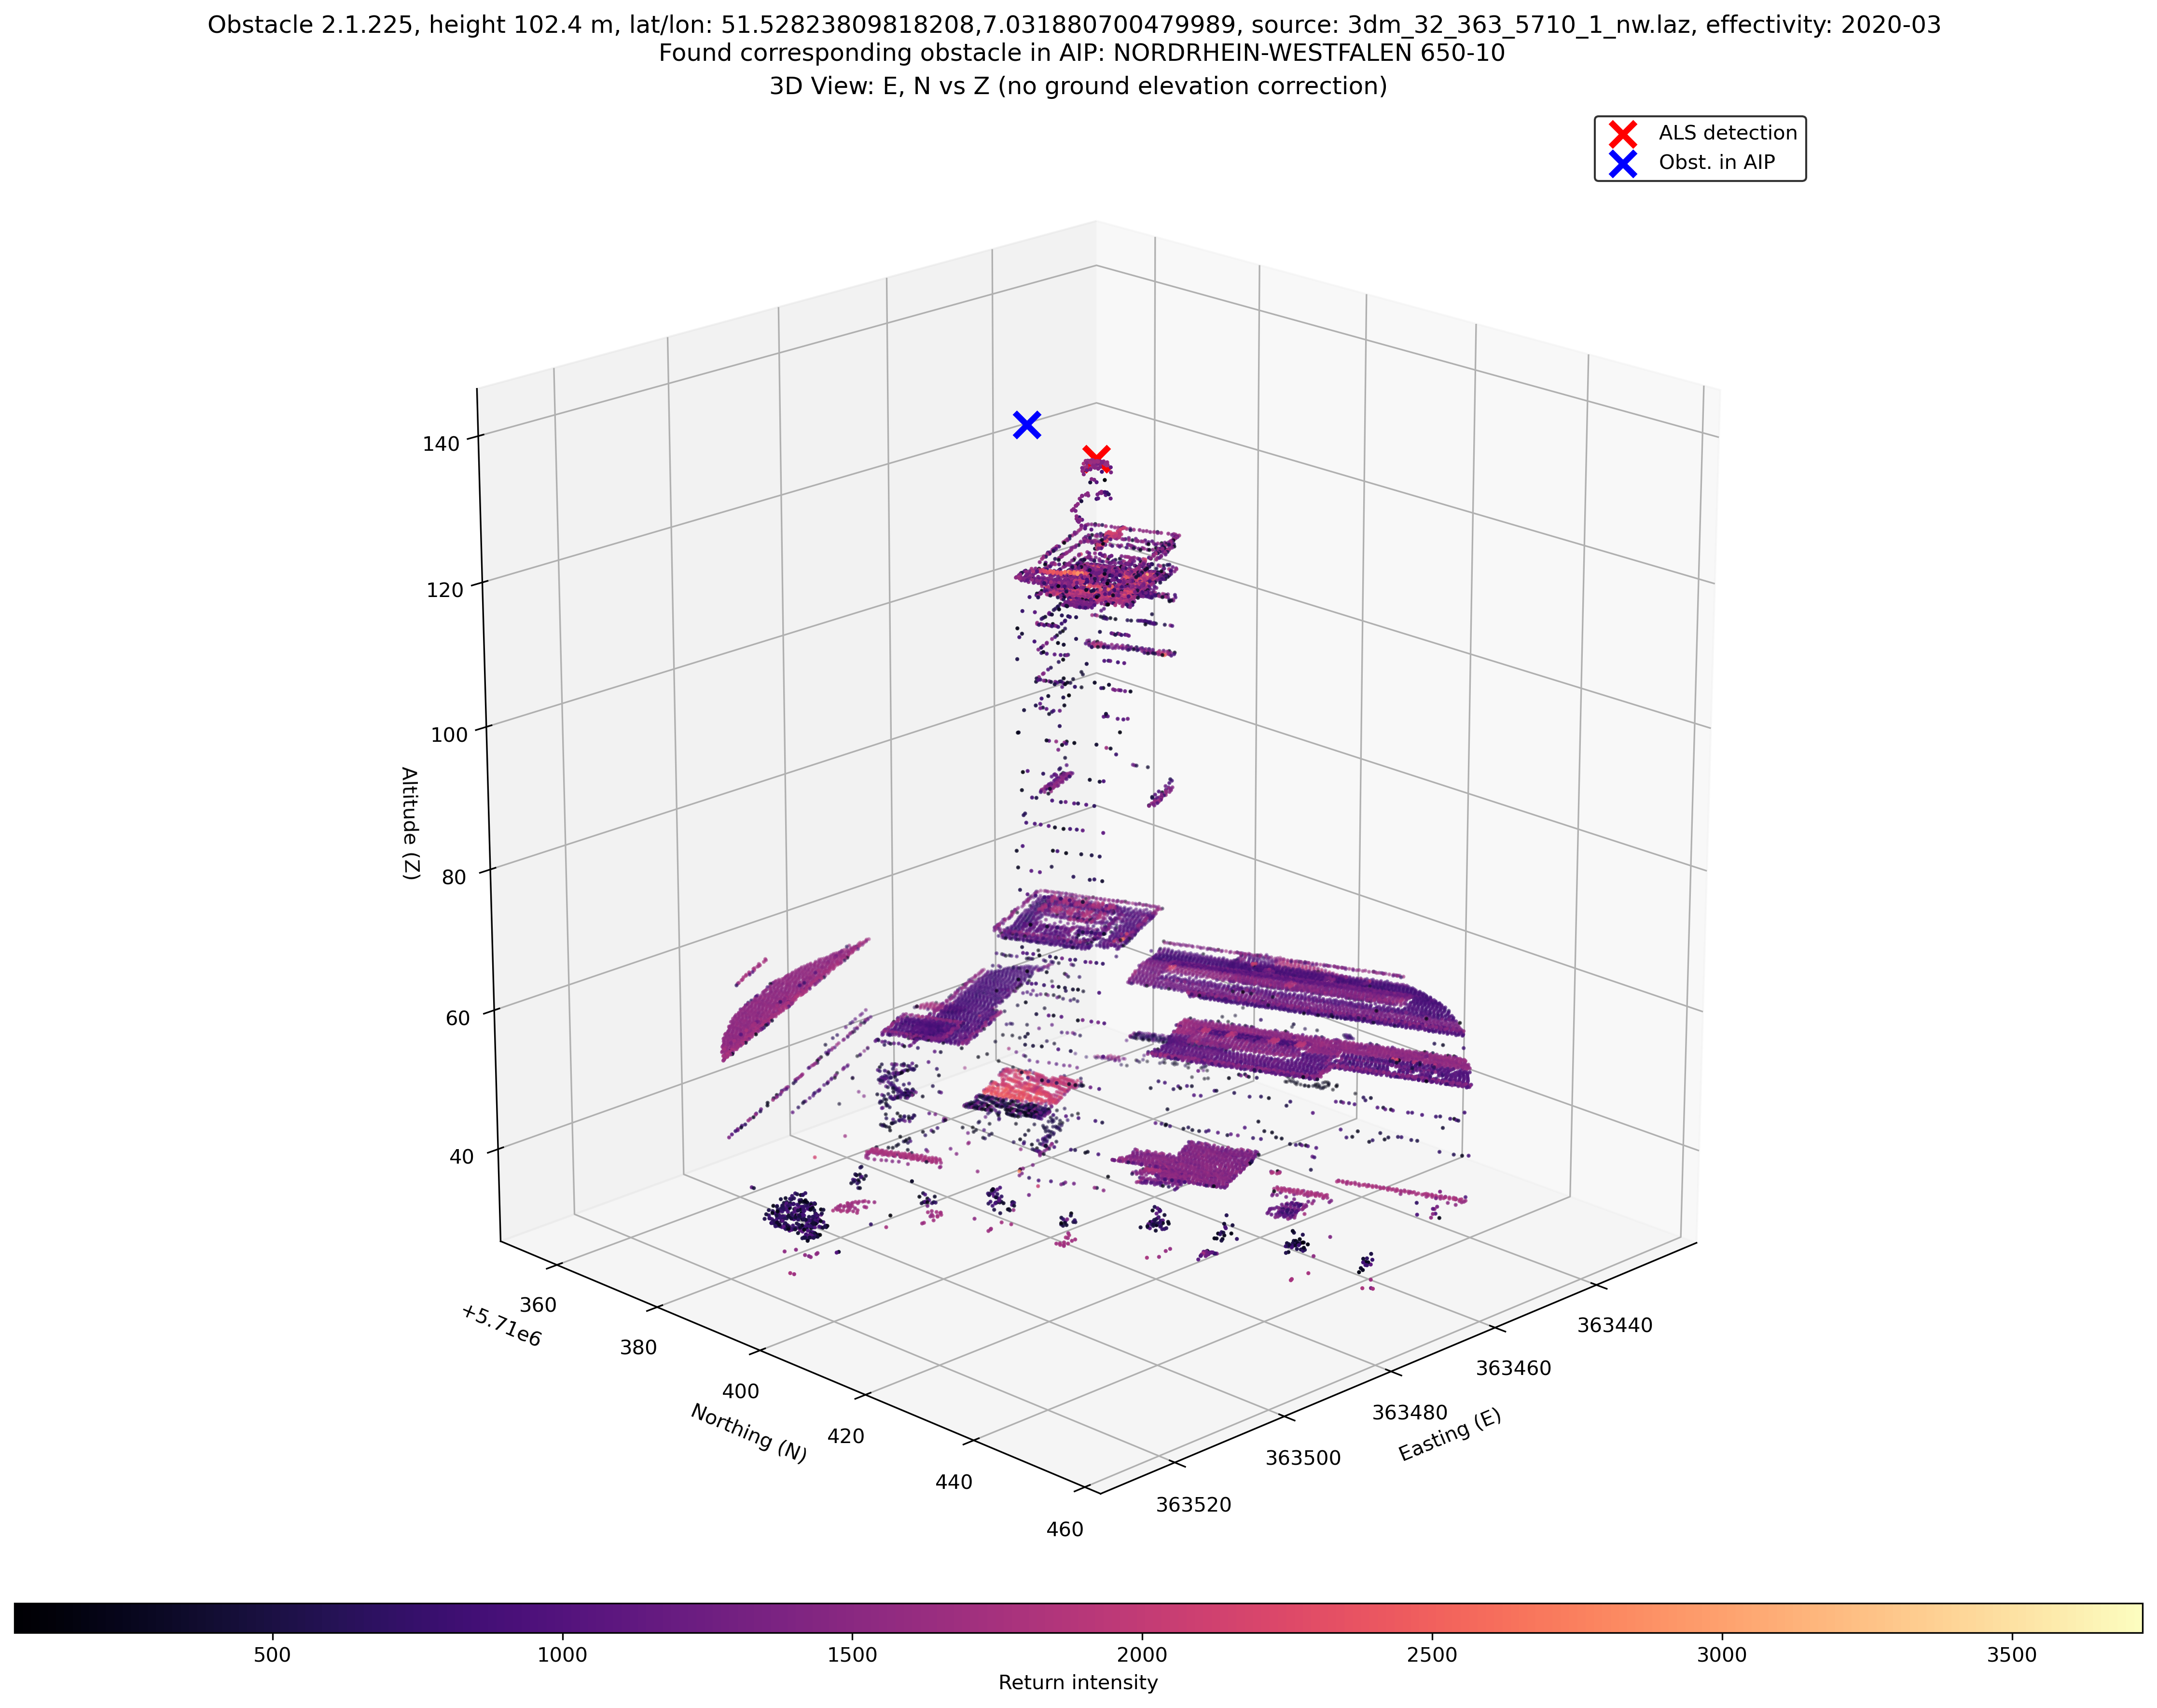 Obstacle 2.1.225, height 102.4 m, lat/lon: 51.52823809818208,7.031880700479989, source: 3dm_32_363_5710_1_nw.laz, effectivity: 2020-03
Found corresponding obstacle in AIP: NORDRHEIN-WESTFALEN 650-10
3D View: E, N vs Z (no ground elevation correction)
ALS detection
Obst. in AIP
140
120
100
80
60
40
Altitude (Z)
360
380
400
420
440
460
+5.71e6
Northing (N)
363440
363460
363480
363500
363520
Easting (E)
500
1000
1500
2000
2500
3000
3500
Return intensity